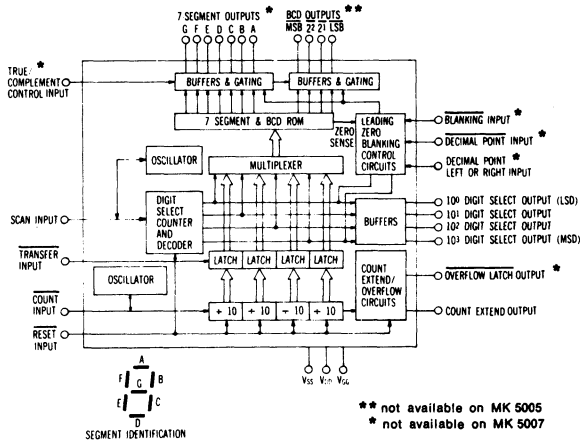 7 SEGMENT OUTPUTS *
G F E D C B A
BCD OUTPUTS **
MSB 2² 2¹ LSB
TRUE/ *
COMPLEMENT
CONTROL INPUT
BUFFERS & GATING
BUFFERS & GATING
7 SEGMENT & BCD ROM
ZERO
SENSE
LEADING
ZERO
BLANKING
CONTROL
CIRCUITS
BLANKING INPUT *
DECIMAL POINT INPUT *
DECIMAL POINT *
LEFT OR RIGHT INPUT
OSCILLATOR
MULTIPLEXER
SCAN INPUT
DIGIT
SELECT
COUNTER
AND
DECODER
BUFFERS
10⁰ DIGIT SELECT OUTPUT (LSD)
10¹ DIGIT SELECT OUTPUT
10² DIGIT SELECT OUTPUT
10³ DIGIT SELECT OUTPUT (MSD)
TRANSFER
INPUT
LATCH LATCH LATCH LATCH
OSCILLATOR
COUNT
EXTEND/
OVERFLOW
CIRCUITS
OVERFLOW LATCH OUTPUT *
COUNT EXTEND OUTPUT
COUNT
INPUT
÷ 10 ÷ 10 ÷ 10 ÷ 10
RESET
INPUT
VSS VDD VGG
A
F G B
E C
D
SEGMENT IDENTIFICATION
** not available on MK 5005
* not available on MK 5007